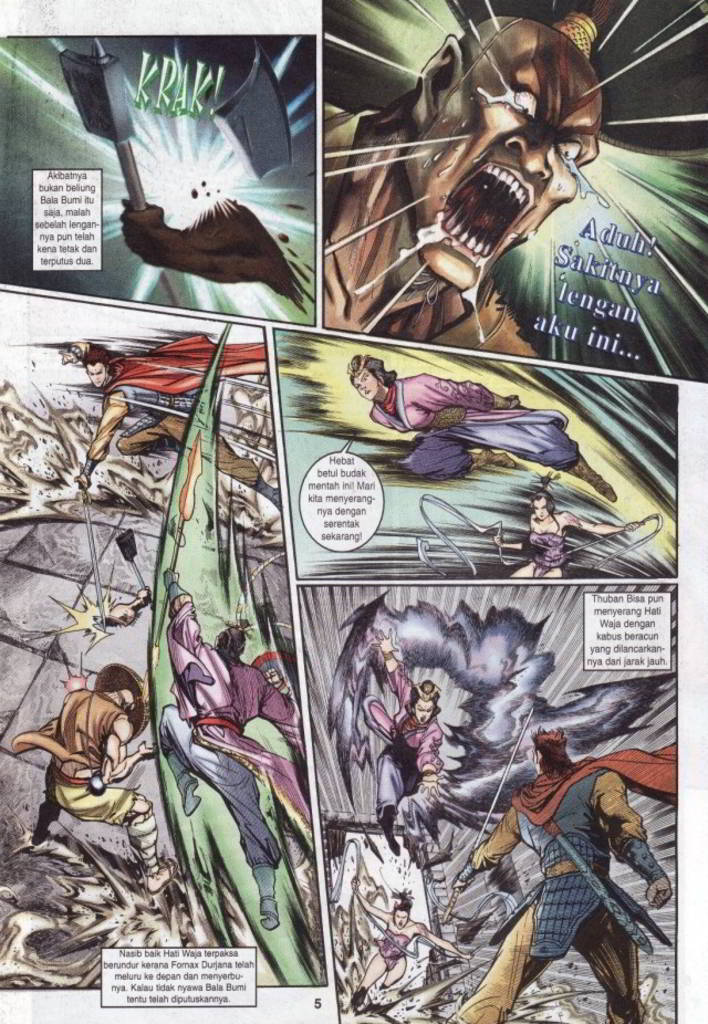 KRAK!
Akibatnya
bukan beliung
Bala Bumi itu
saja, malah
sebelah lengan-
nya pun telah
kena tetak dan
terputus dua.
Aduh!
Sakitnya
lengan
aku ini...
Hebat
betul budak
mentah ini! Mari
kita menyerang-
nya dengan
serentak
sekarang!
Nasib baik Hati Waja terpaksa
berundur kerana Fornax Durjana telah
meluru ke depan dan menyerbu-
nya. Kalau tidak nyawa Bala Bumi
tentu telah diputuskannya.
Thuban Bisa pun
menyerang Hati
Waja dengan
kabus beracun
yang dilancarkan-
nya dari jarak jauh.
5